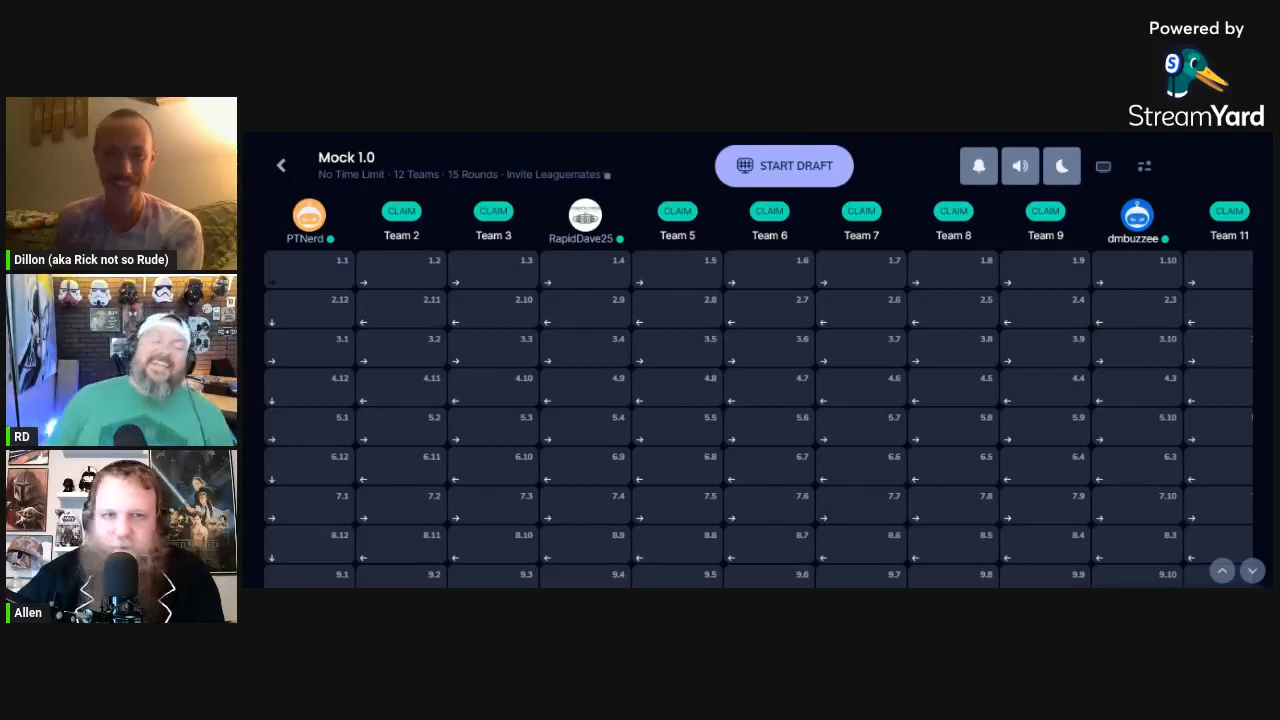 Powered by
StreamYard
Dillon (aka Rick not so Rude)
RD
Allen
Mock 1.0
No Time Limit · 12 Teams · 15 Rounds · Invite Leaguemates
START DRAFT
CLAIM CLAIM CLAIM CLAIM CLAIM CLAIM CLAIM CLAIM
PTNerd Team 2 Team 3 RapidDave25 Team 5 Team 6 Team 7 Team 8 Team 9 dmbuzzee Team 11
1.1 1.2 1.3 1.4 1.5 1.6 1.7 1.8 1.9 1.10
2.12 2.11 2.10 2.9 2.8 2.7 2.6 2.5 2.4 2.3
3.1 3.2 3.3 3.4 3.5 3.6 3.7 3.8 3.9 3.10
4.12 4.11 4.10 4.9 4.8 4.7 4.6 4.5 4.4 4.3
5.1 5.2 5.3 5.4 5.5 5.6 5.7 5.8 5.9 5.10
6.12 6.11 6.10 6.9 6.8 6.7 6.6 6.5 6.4 6.3
7.1 7.2 7.3 7.4 7.5 7.6 7.7 7.8 7.9 7.10
8.12 8.11 8.10 8.9 8.8 8.7 8.6 8.5 8.4 8.3
9.1 9.2 9.3 9.4 9.5 9.6 9.7 9.8 9.9 9.10